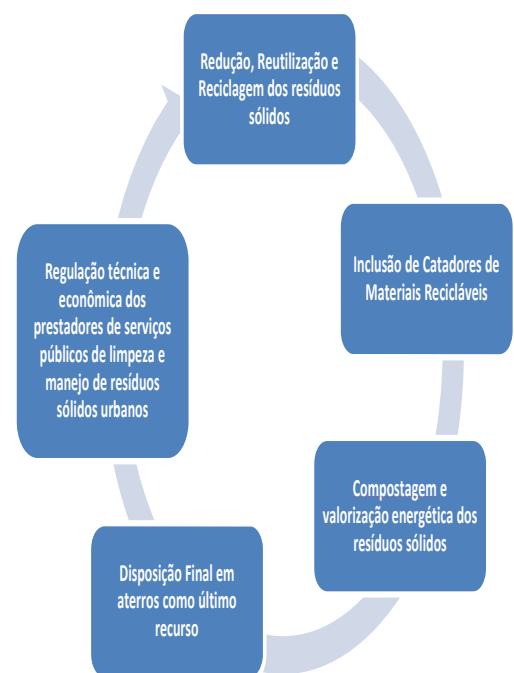 Redução, Reutilização e
Reciclagem dos resíduos
sólidos
Inclusão de Catadores de
Materiais Recicláveis
Compostagem e
valorização energética dos
resíduos sólidos
Disposição Final em
aterros como último
recurso
Regulação técnica e
econômica dos
prestadores de serviços
públicos de limpeza e
manejo de resíduos
sólidos urbanos